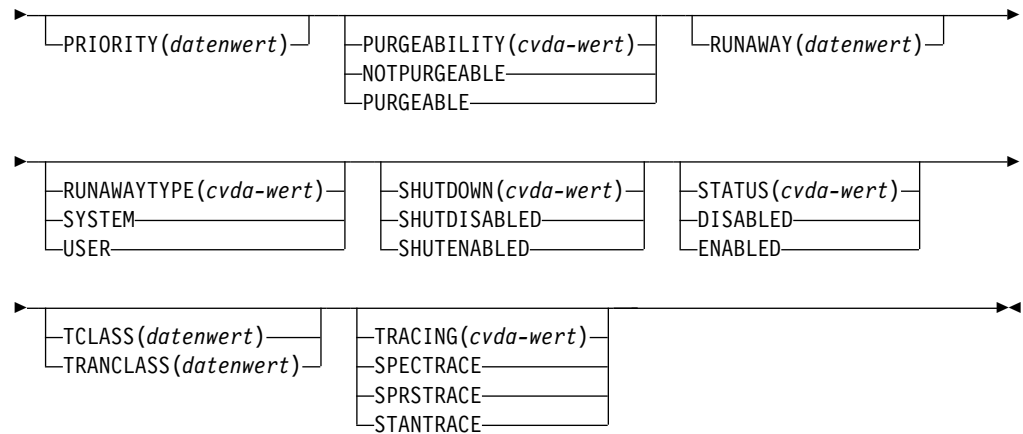 PRIORITY(datenwert) PURGEABILITY(cvda-wert) RUNAWAY(datenwert)
NOTPURGEABLE
PURGEABLE
RUNAWAYTYPE(cvda-wert) SHUTDOWN(cvda-wert) STATUS(cvda-wert)
SYSTEM SHUTDISABLED DISABLED
USER SHUTENABLED ENABLED
TCLASS(datenwert) TRACING(cvda-wert)
TRANCLASS(datenwert) SPECTRACE
SPRSTRACE
STANTRACE